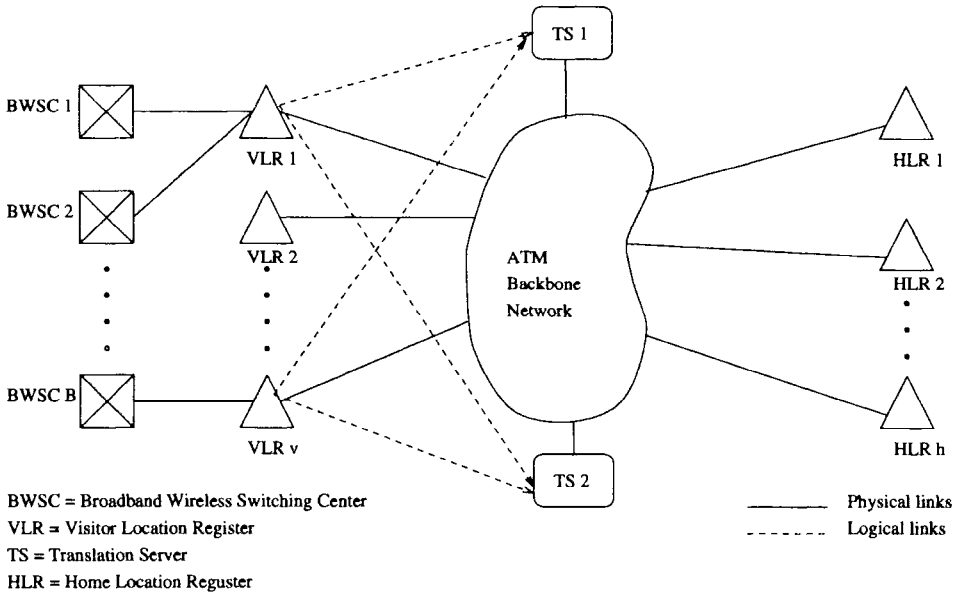 TS 1
BWSC 1
VLR 1
HLR 1
BWSC 2
VLR 2
HLR 2
ATM
Backbone
Network
BWSC B
VLR v
HLR h
TS 2
BWSC = Broadband Wireless Switching Center
VLR = Visitor Location Register
TS = Translation Server
HLR = Home Location Reguster
Physical links
Logical links